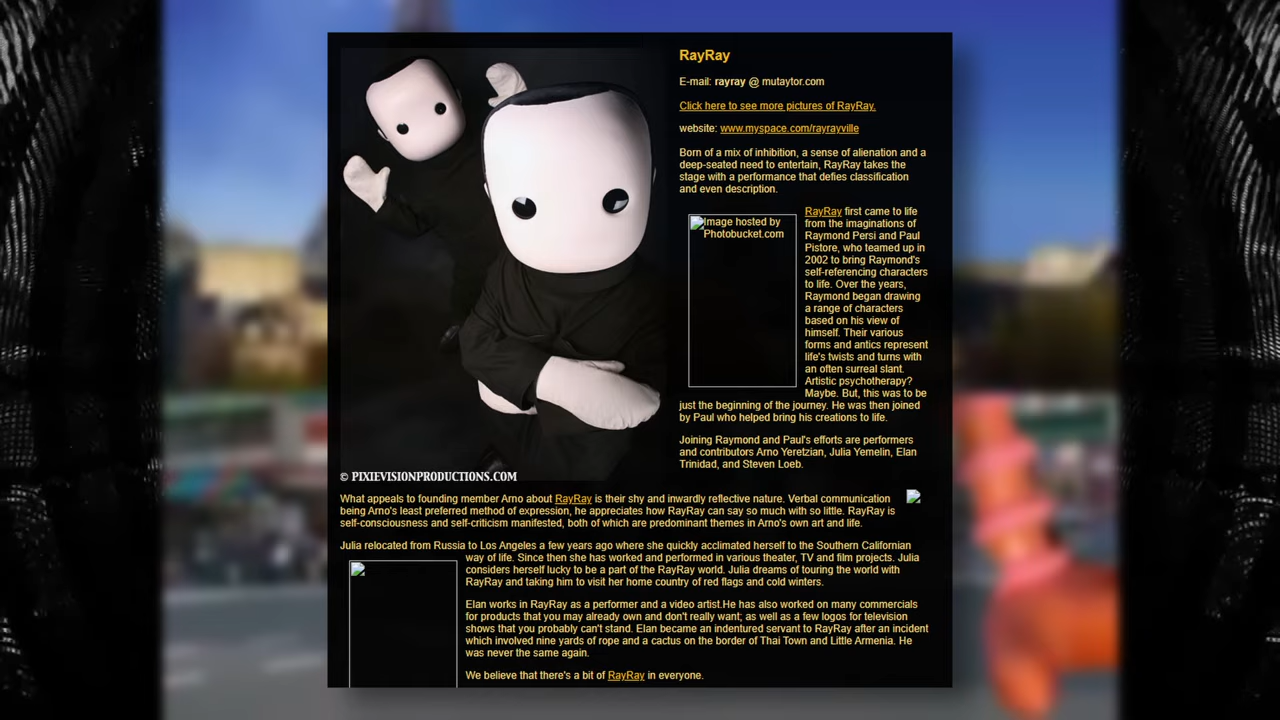 RayRay
E-mail: rayray @ mutaytor.com
Click here to see more pictures of RayRay.
website: www.myspace.com/rayrayville
Born of a mix of inhibition, a sense of alienation and a
deep-seated need to entertain, RayRay takes the
stage with a performance that defies classification
and even description.
Image hosted by
Photobucket.com
RayRay first came to life
from the imaginations of
Raymond Persi and Paul
Pistore, who teamed up in
2002 to bring Raymond's
self-referencing characters
to life. Over the years,
Raymond began drawing
a range of characters
based on his view of
himself. Their various
forms and antics represent
life's twists and turns with
an often surreal slant.
Artistic psychotherapy?
Maybe. But, this was to be
just the beginning of the journey. He was then joined
by Paul who helped bring his creations to life.
Joining Raymond and Paul's efforts are performers
and contributors Arno Yeretzian, Julia Yemelin, Elan
Trinidad, and Steven Loeb.
© PIXIEVISIONPRODUCTIONS.COM
What appeals to founding member Arno about RayRay is their shy and inwardly reflective nature. Verbal communication
being Arno's least preferred method of expression, he appreciates how RayRay can say so much with so little. RayRay is
self-consciousness and self-criticism manifested, both of which are predominant themes in Arno's own art and life.
Julia relocated from Russia to Los Angeles a few years ago where she quickly acclimated herself to the Southern Californian
way of life. Since then she has worked and performed in various theater, TV and film projects. Julia
considers herself lucky to be a part of the RayRay world. Julia dreams of touring the world with
RayRay and taking him to visit her home country of red flags and cold winters.
Elan works in RayRay as a performer and a video artist.He has also worked on many commercials
for products that you may already own and don't really want; as well as a few logos for television
shows that you probably can't stand. Elan became an indentured servant to RayRay after an incident
which involved nine yards of rope and a cactus on the border of Thai Town and Little Armenia. He
was never the same again.
We believe that there's a bit of RayRay in everyone.